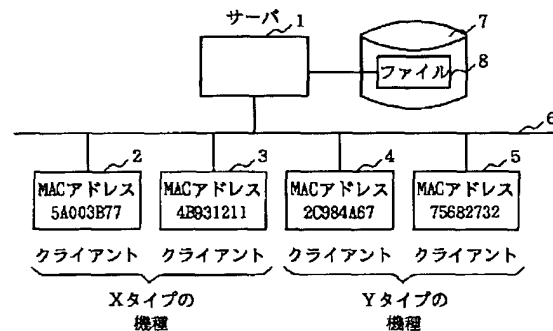 サーバ
1
7
ファイル
8
6
2
3
4
5
MACアドレス
5A003B77
MACアドレス
4B931211
MACアドレス
2C984A67
MACアドレス
75682732
クライアント
クライアント
クライアント
クライアント
Xタイプの
機種
Yタイプの
機種